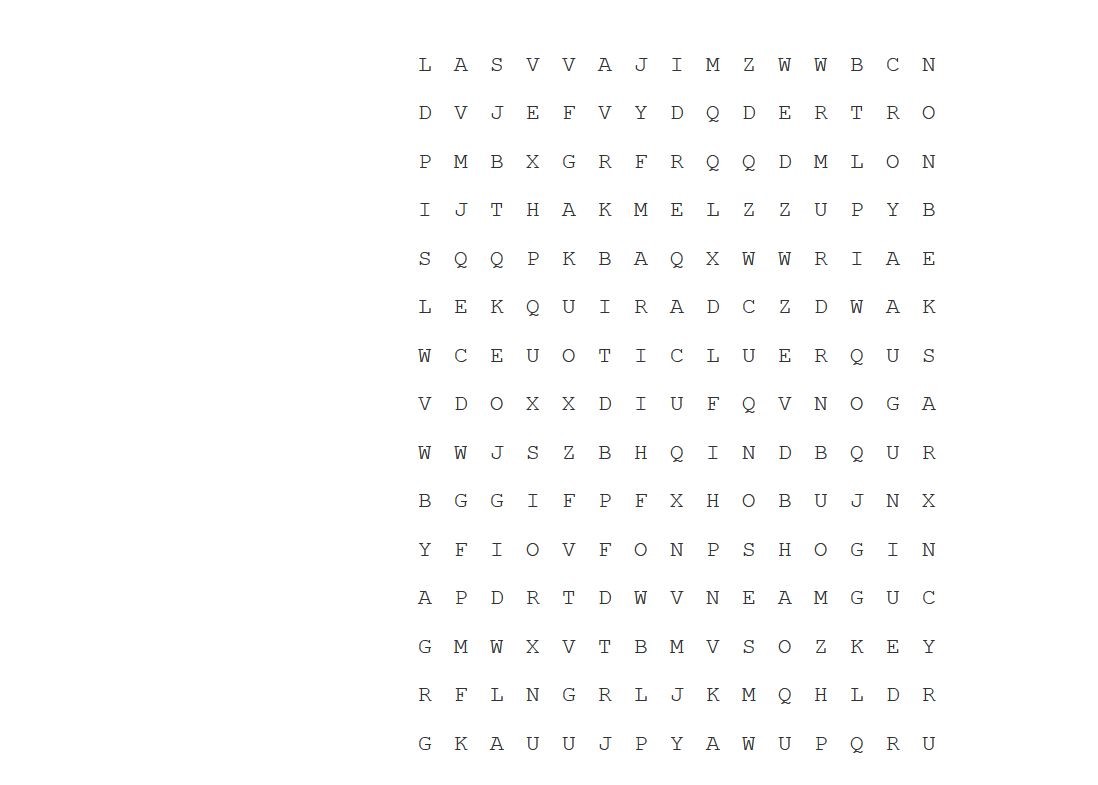 L A S V V A J I M Z W W B C N
D V J E F V Y D Q D E R T R O
P M B X G R F R Q Q D M L O N
I J T H A K M E L Z Z U P Y B
S Q Q P K B A Q X W W R I A E
L E K Q U I R A D C Z D W A K
W C E U O T I C L U E R Q U S
V D O X X D I U F Q V N O G A
W W J S Z B H Q I N D B Q U R
B G G I F P F X H O B U J N X
Y F I O V F O N P S H O G I N
A P D R T D W V N E A M G U C
G M W X V T B M V S O Z K E Y
R F L N G R L J K M Q H L D R
G K A U U J P Y A W U P Q R U